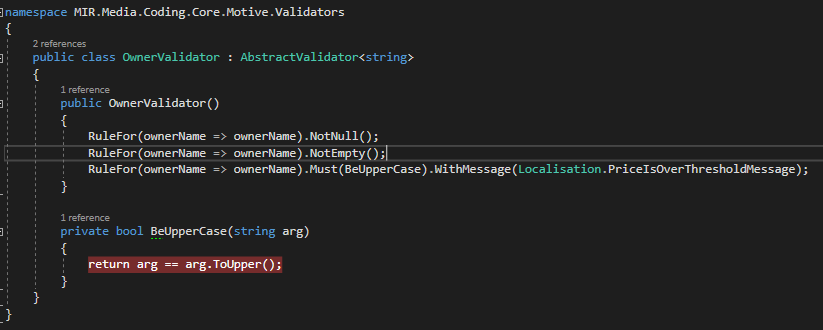 namespace MIR.Media.Coding.Core.Motive.Validators
{
2 references
public class OwnerValidator : AbstractValidator<string>
{
1 reference
public OwnerValidator()
{
RuleFor(ownerName => ownerName).NotNull();
RuleFor(ownerName => ownerName).NotEmpty();
RuleFor(ownerName => ownerName).Must(BeUpperCase).WithMessage(Localisation.PriceIsOverThresholdMessage);
}
1 reference
private bool BeUpperCase(string arg)
{
return arg == arg.ToUpper();
}
}
}